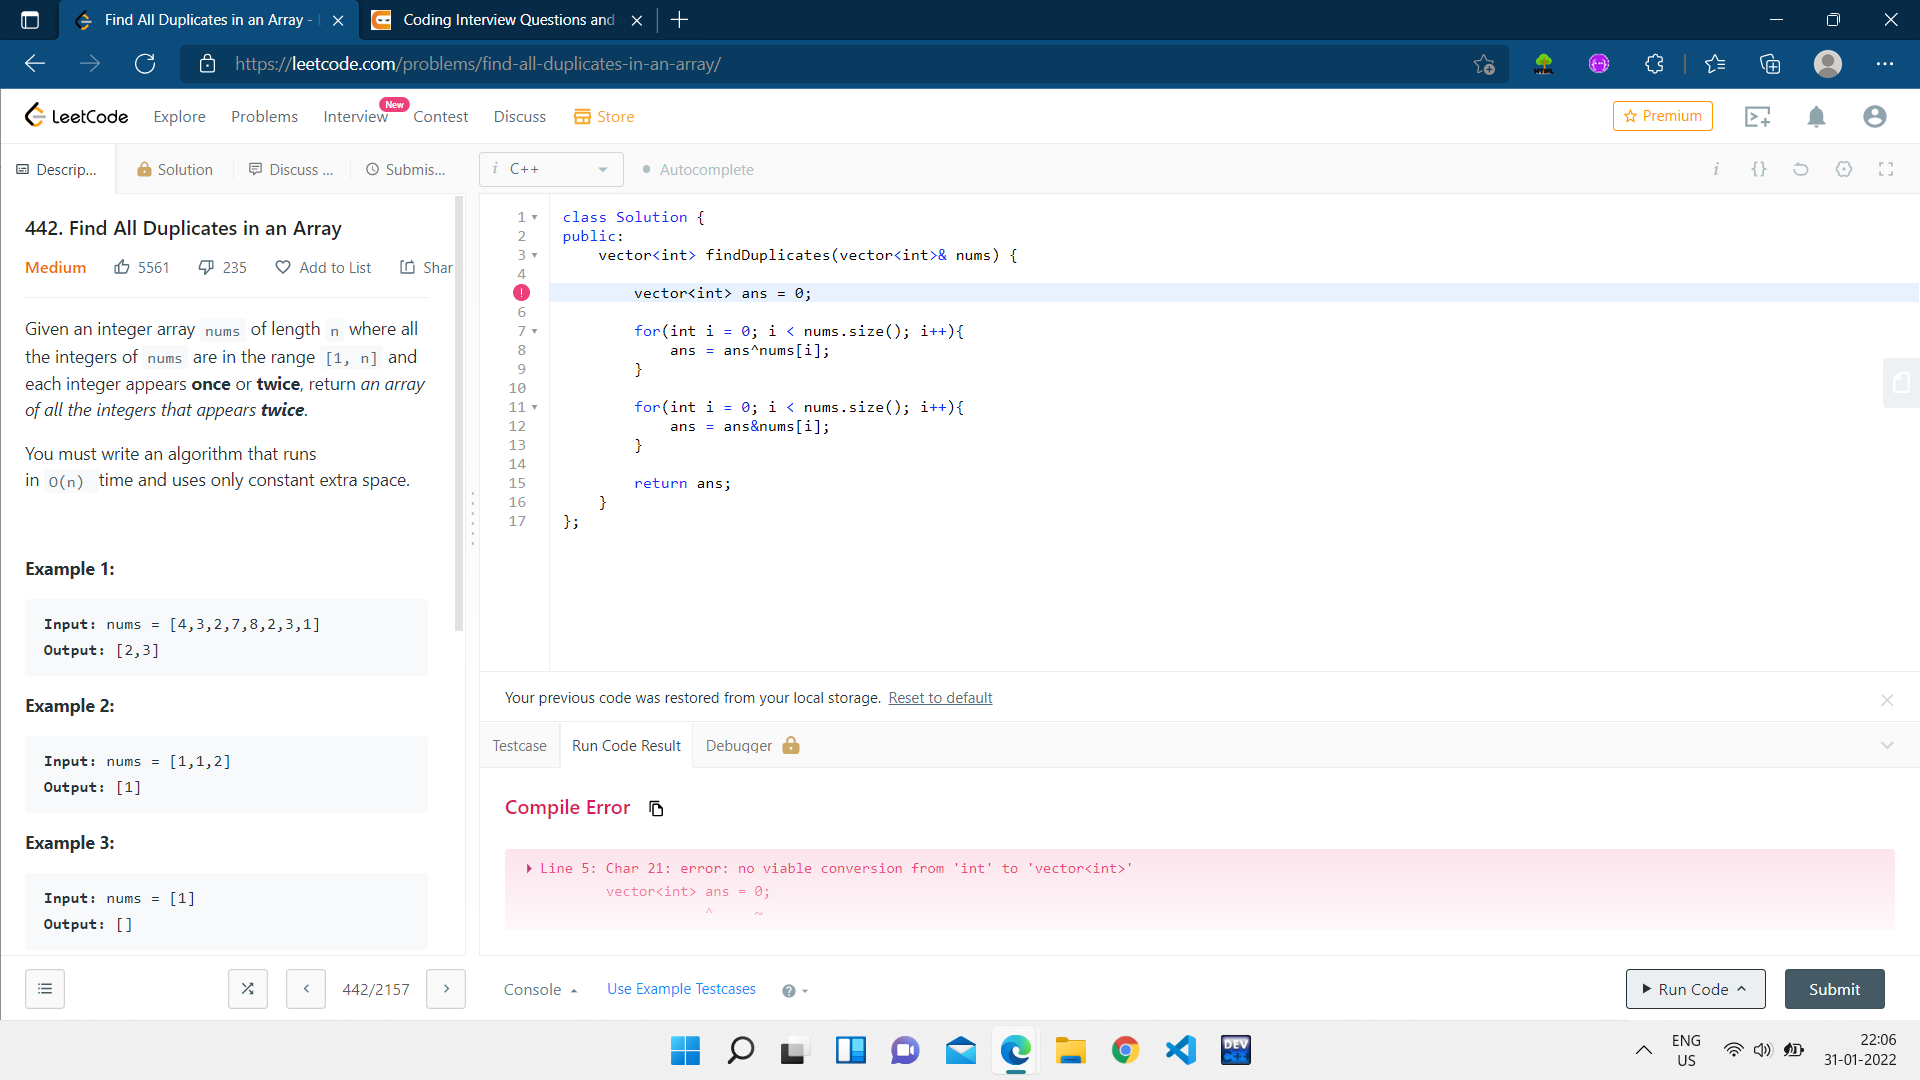 Find All Duplicates in an Array - L
Coding Interview Questions and
https://leetcode.com/problems/find-all-duplicates-in-an-array/
LeetCode
Explore
Problems
Interview
New
Contest
Discuss
Store
Premium
Descrip...
Solution
Discuss ...
Submis...
i C++
Autocomplete
i {}
442. Find All Duplicates in an Array
Medium 5561 235 Add to List Shar
Given an integer array nums of length n where all
the integers of nums are in the range [1, n] and
each integer appears once or twice, return an array
of all the integers that appears twice.
You must write an algorithm that runs
in O(n) time and uses only constant extra space.
Example 1:
Input: nums = [4,3,2,7,8,2,3,1]
Output: [2,3]
Example 2:
Input: nums = [1,1,2]
Output: [1]
Example 3:
Input: nums = [1]
Output: []
442/2157
1 class Solution {
2 public:
3 vector<int> findDuplicates(vector<int>& nums) {
4
vector<int> ans = 0;
6
7 for(int i = 0; i < nums.size(); i++){
8 ans = ans^nums[i];
9 }
10
11 for(int i = 0; i < nums.size(); i++){
12 ans = ans&nums[i];
13 }
14
15 return ans;
16 }
17 };
Your previous code was restored from your local storage. Reset to default
Testcase
Run Code Result
Debugger
Compile Error
Line 5: Char 21: error: no viable conversion from 'int' to 'vector<int>'
vector<int> ans = 0;
^ ~
Console
Use Example Testcases
Run Code
Submit
DEV
C++
ENG
US
22:06
31-01-2022